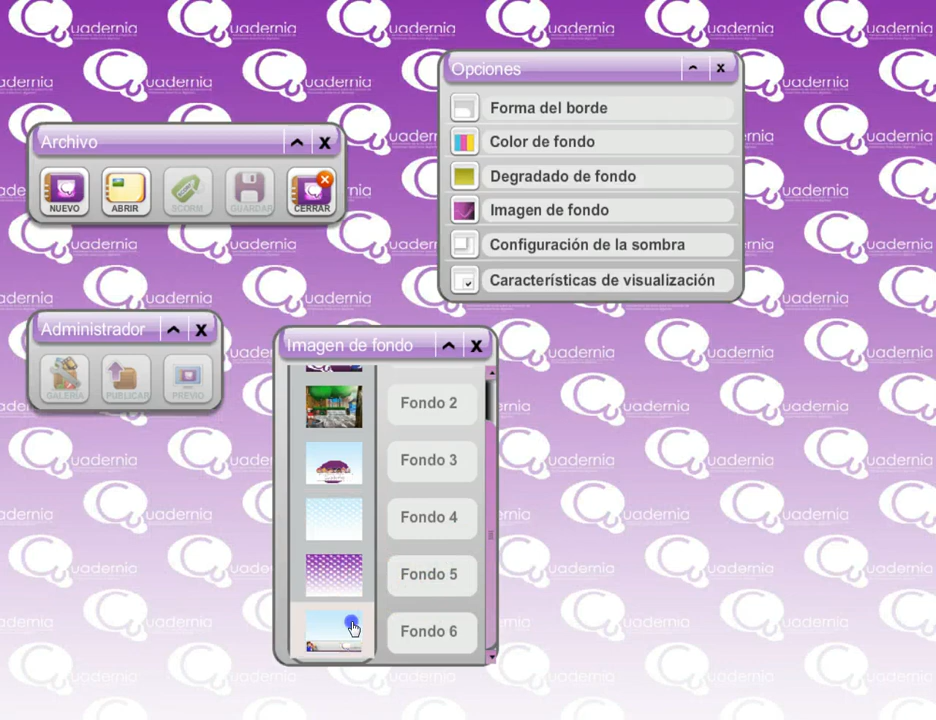 Cuadernia
Opciones
Forma del borde
Color de fondo
Degradado de fondo
Imagen de fondo
Configuración de la sombra
Características de visualización
Archivo
NUEVO
ABRIR
SCORM
GUARDAR
CERRAR
Administrador
GALERÍA
PUBLICAR
PREVIO
Imagen de fondo
Fondo 2
Fondo 3
Fondo 4
Fondo 5
Fondo 6